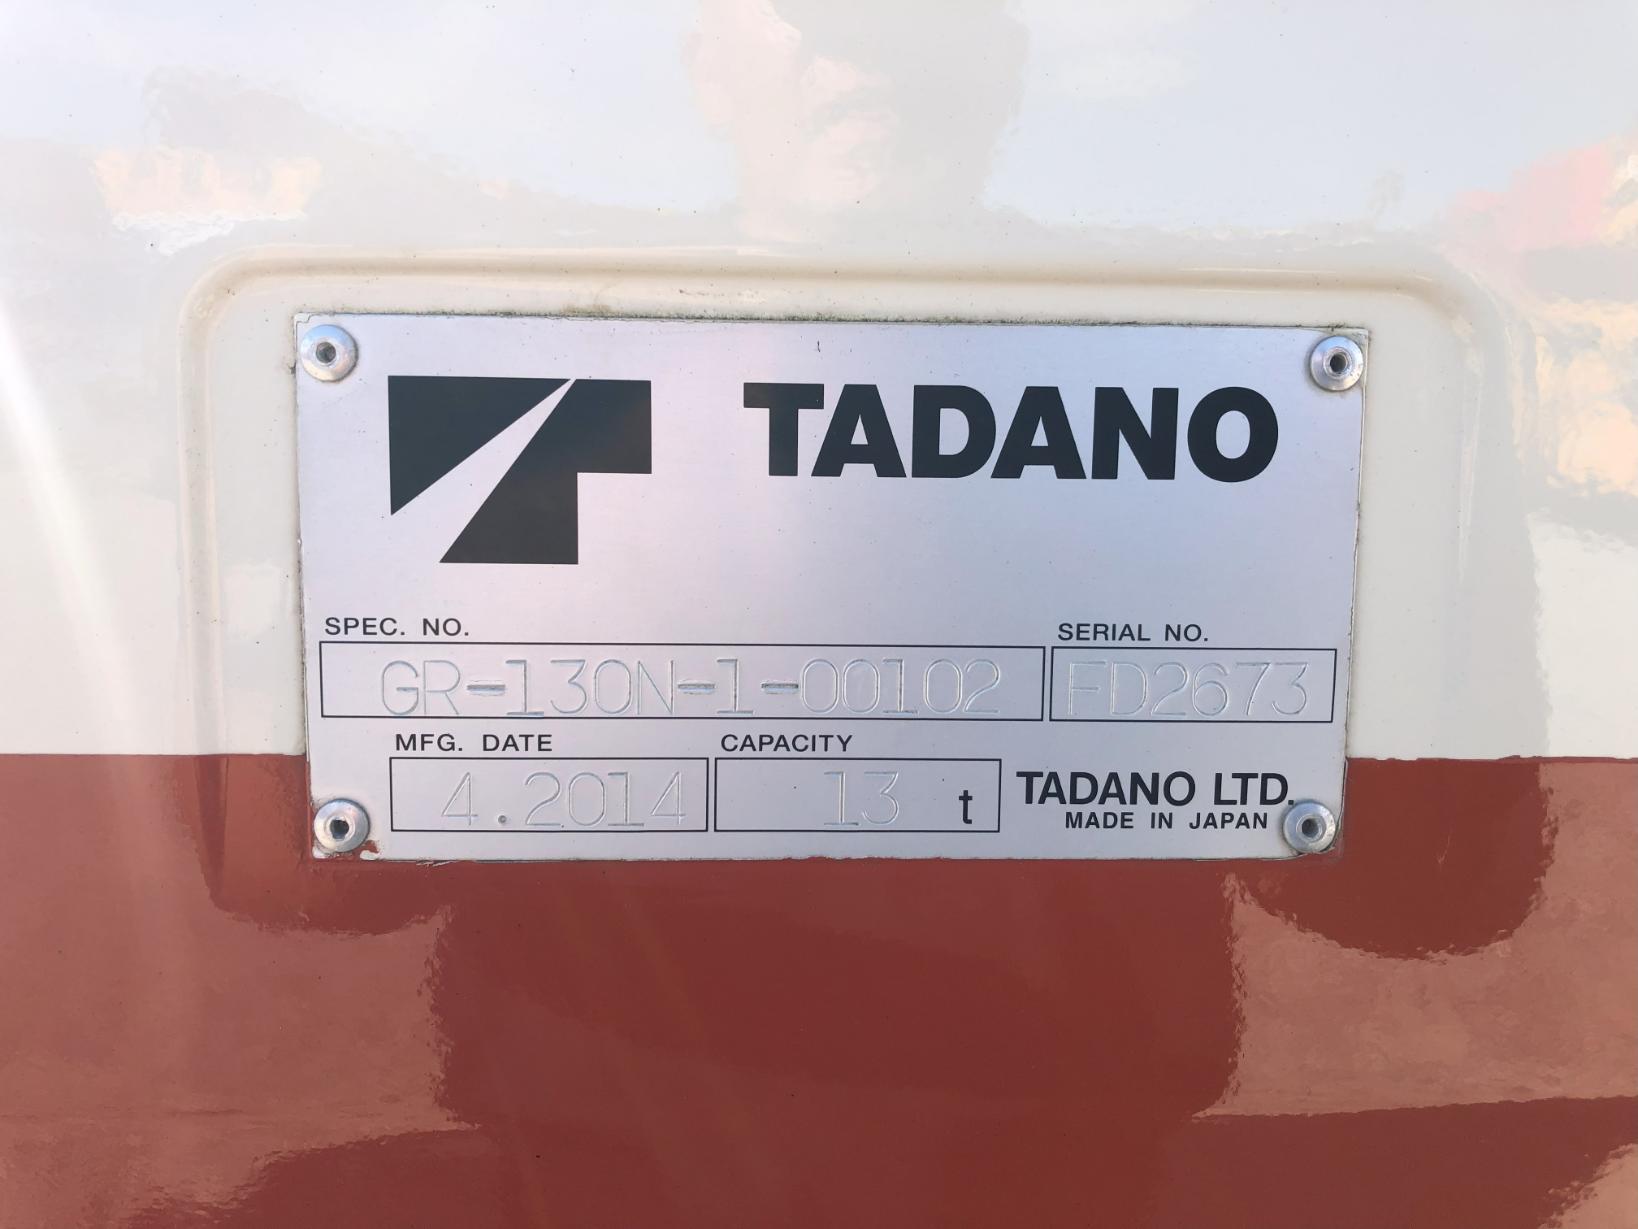 TADANO
SPEC. NO. SERIAL NO.
GR-130N-1-00102 FD2673
MFG. DATE CAPACITY
4.2014 13 t TADANO LTD.
MADE IN JAPAN